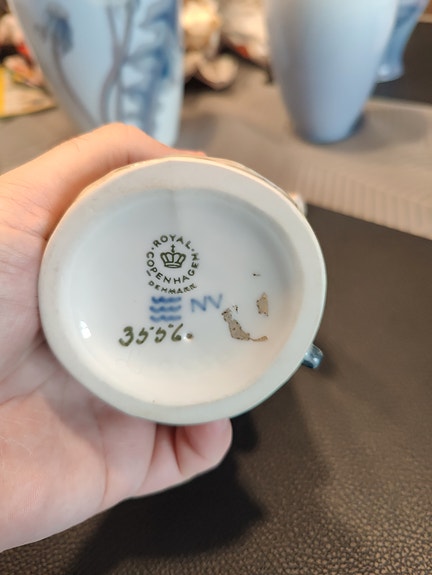 ROYAL
COPENHAGEN
DENMARK
NV
3556.